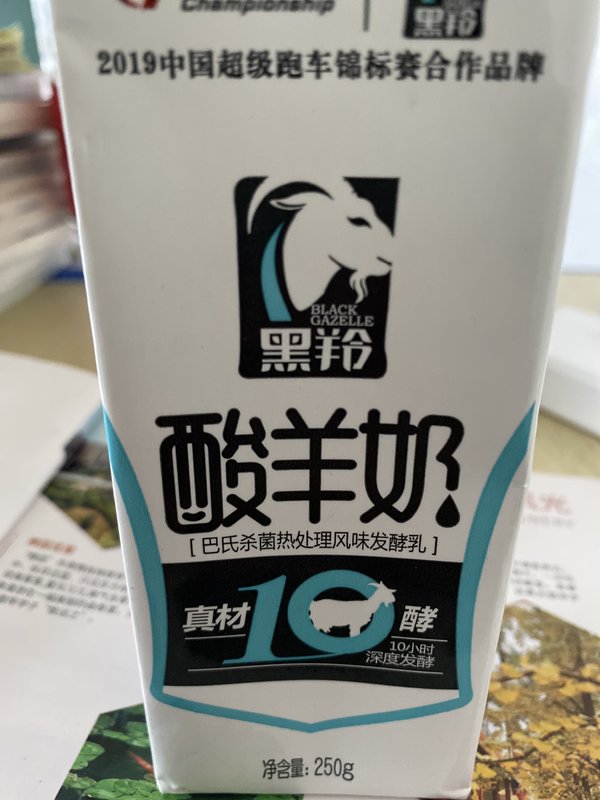 Championship
黑羚
2019中国超级跑车锦标赛合作品牌
BLACK
GAZELLE
黑羚
酸羊奶
[ 巴氏杀菌热处理风味发酵乳 ]
真材10酵
10小时
深度发酵
净含量: 250g